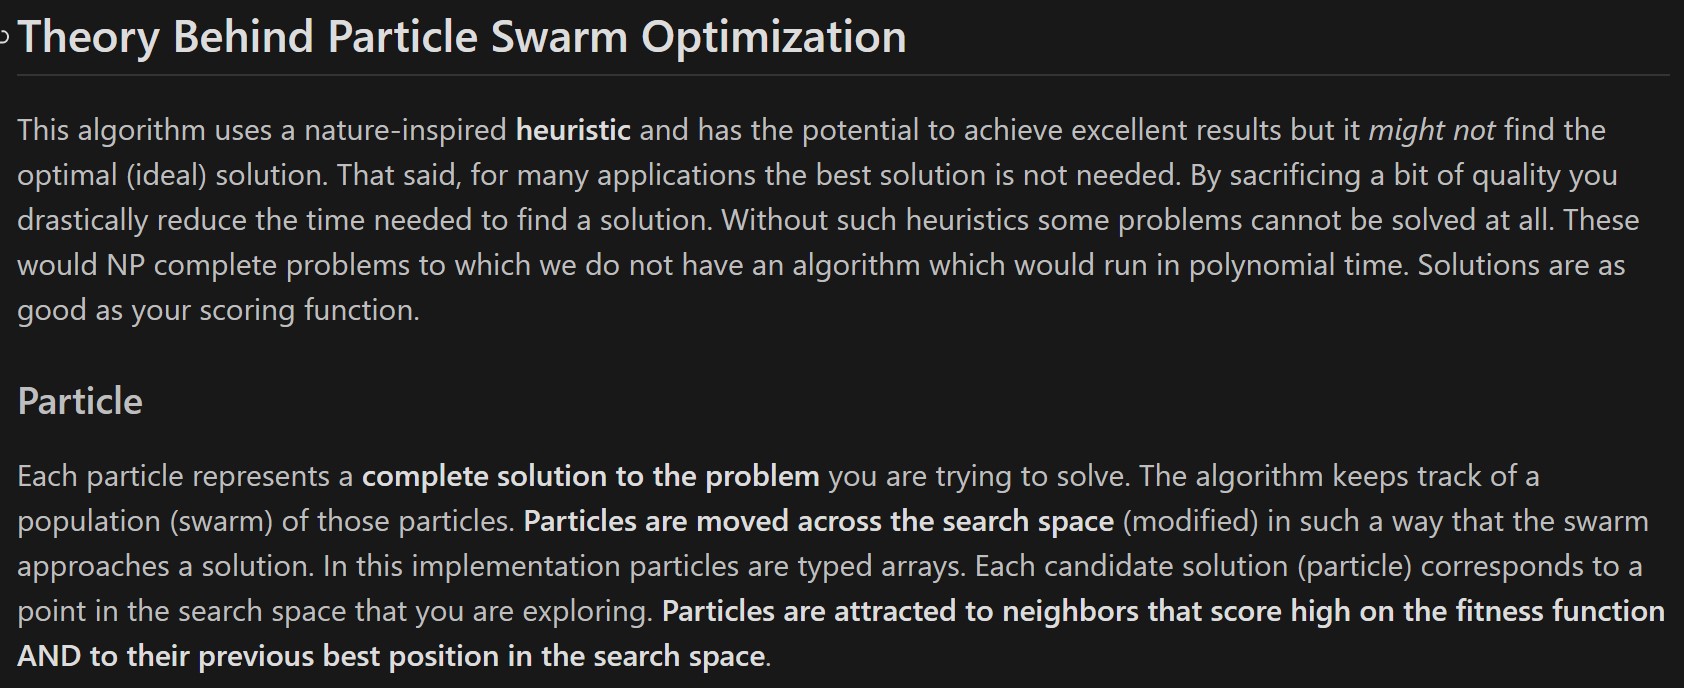 Theory Behind Particle Swarm Optimization
This algorithm uses a nature-inspired heuristic and has the potential to achieve excellent results but it might not find the
optimal (ideal) solution. That said, for many applications the best solution is not needed. By sacrificing a bit of quality you
drastically reduce the time needed to find a solution. Without such heuristics some problems cannot be solved at all. These
would NP complete problems to which we do not have an algorithm which would run in polynomial time. Solutions are as
good as your scoring function.
Particle
Each particle represents a complete solution to the problem you are trying to solve. The algorithm keeps track of a
population (swarm) of those particles. Particles are moved across the search space (modified) in such a way that the swarm
approaches a solution. In this implementation particles are typed arrays. Each candidate solution (particle) corresponds to a
point in the search space that you are exploring. Particles are attracted to neighbors that score high on the fitness function
AND to their previous best position in the search space.